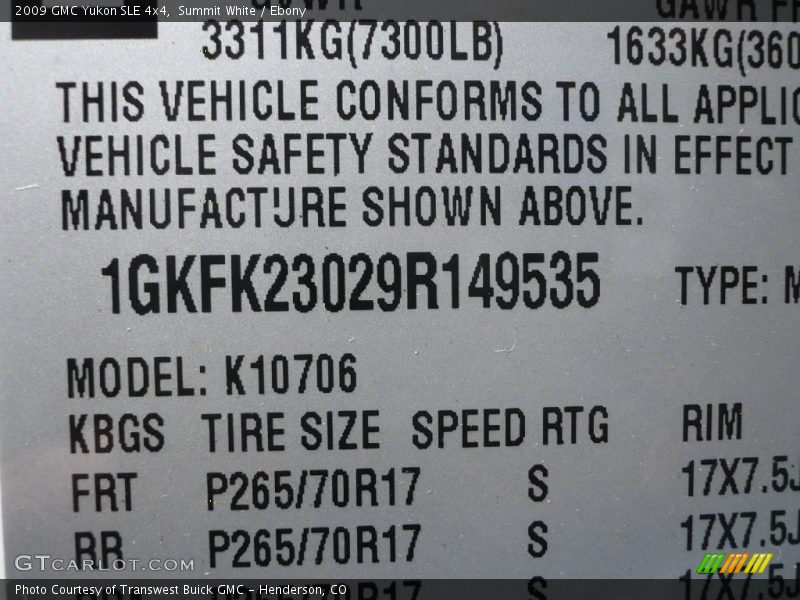 2009 GMC Yukon SLE 4x4, Summit White / Ebony
GAWR FR
3311KG(7300LB) 1633KG(360
THIS VEHICLE CONFORMS TO ALL APPLIC
VEHICLE SAFETY STANDARDS IN EFFECT
MANUFACTURE SHOWN ABOVE.
1GKFK23029R149535 TYPE: M
MODEL: K10706
KBGS TIRE SIZE SPEED RTG RIM
FRT P265/70R17 S 17X7.5J
RR P265/70R17 S 17X7.5J
GTCarLot.com
Photo Courtesy of Transwest Buick GMC - Henderson, CO